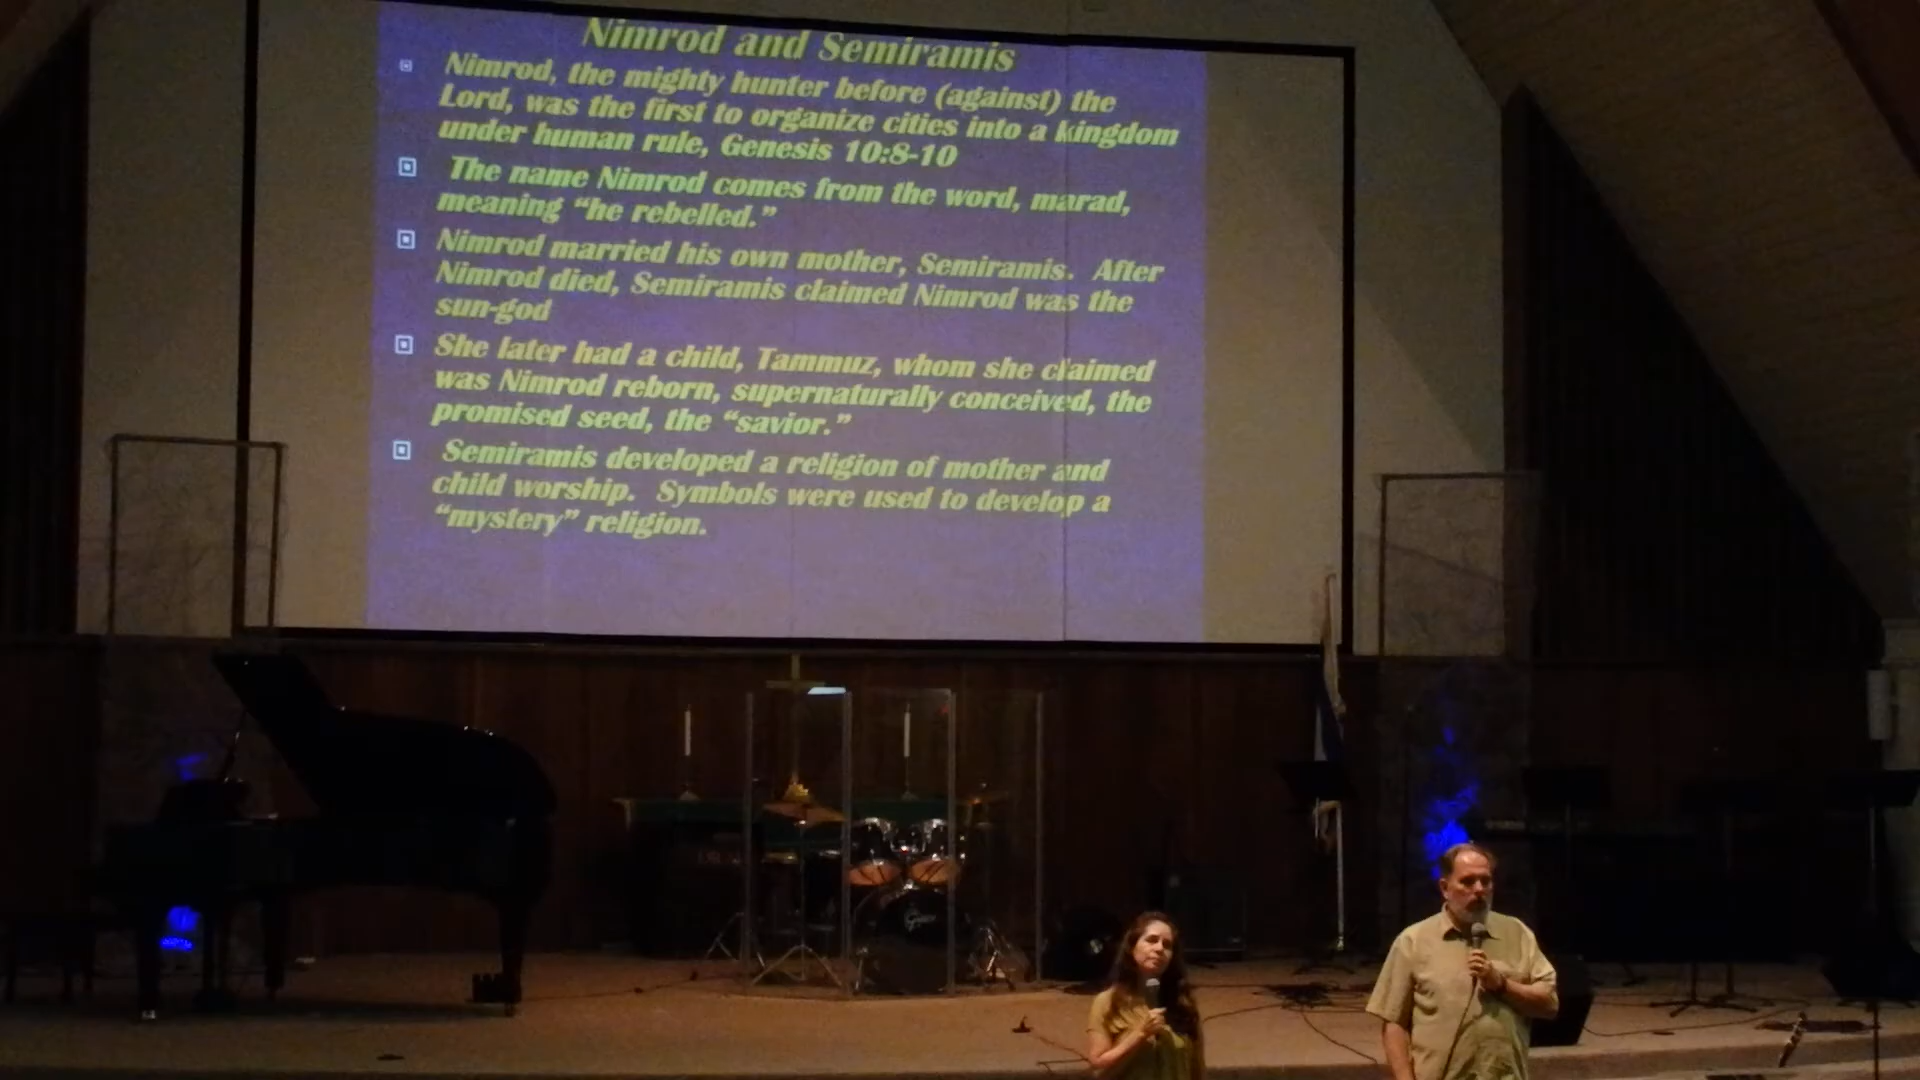 Nimrod and Semiramis
Nimrod, the mighty hunter before (against) the
Lord, was the first to organize cities into a kingdom
under human rule, Genesis 10:8-10
The name Nimrod comes from the word, marad,
meaning “he rebelled.”
Nimrod married his own mother, Semiramis. After
Nimrod died, Semiramis claimed Nimrod was the
sun-god
She later had a child, Tammuz, whom she claimed
was Nimrod reborn, supernaturally conceived, the
promised seed, the “savior.”
Semiramis developed a religion of mother and
child worship. Symbols were used to develop a
“mystery” religion.